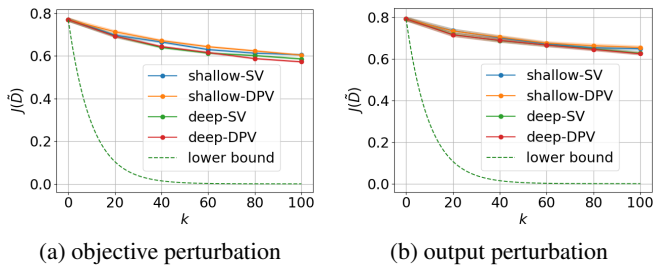 0.8
0.6
0.4
0.2
0.0
J(D̃)
shallow-SV
shallow-DPV
deep-SV
deep-DPV
lower bound
0 20 40 60 80 100
k
(a) objective perturbation
0.8
0.6
0.4
0.2
0.0
J(D̃)
shallow-SV
shallow-DPV
deep-SV
deep-DPV
lower bound
0 20 40 60 80 100
k
(b) output perturbation